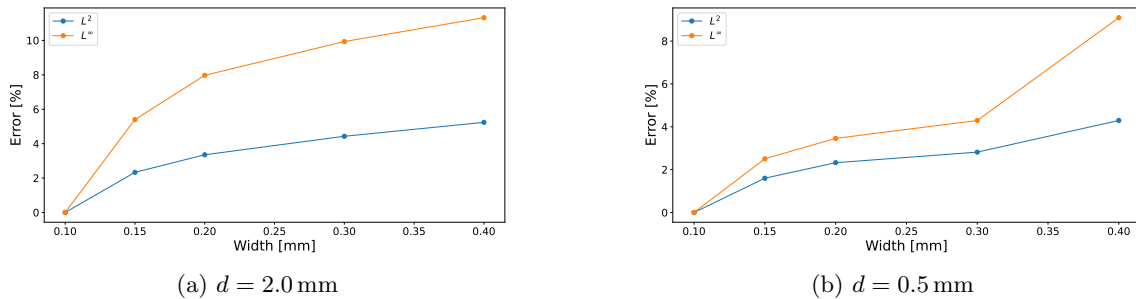 L²
L∞
Error [%]
10
8
6
4
2
0
0.10 0.15 0.20 0.25 0.30 0.35 0.40
Width [mm]
(a) d = 2.0 mm
L²
L∞
Error [%]
8
6
4
2
0
0.10 0.15 0.20 0.25 0.30 0.35 0.40
Width [mm]
(b) d = 0.5 mm